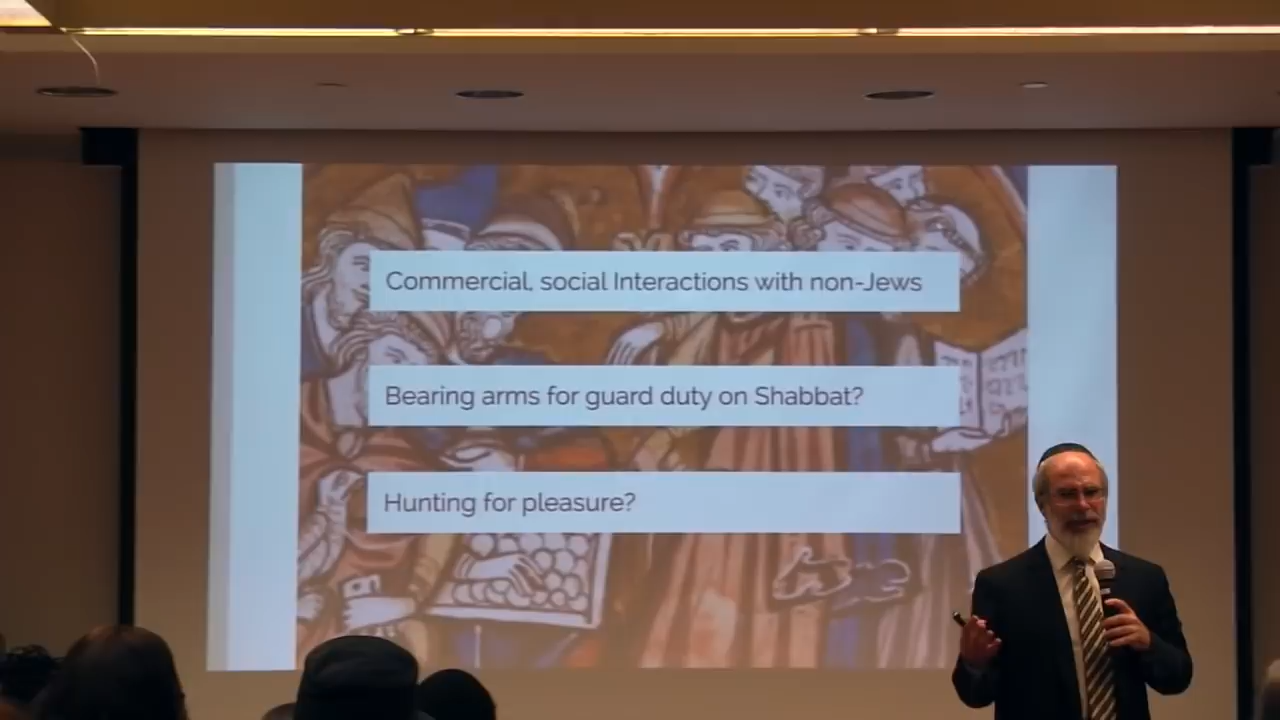 Commercial, social Interactions with non-Jews
Bearing arms for guard duty on Shabbat?
Hunting for pleasure?